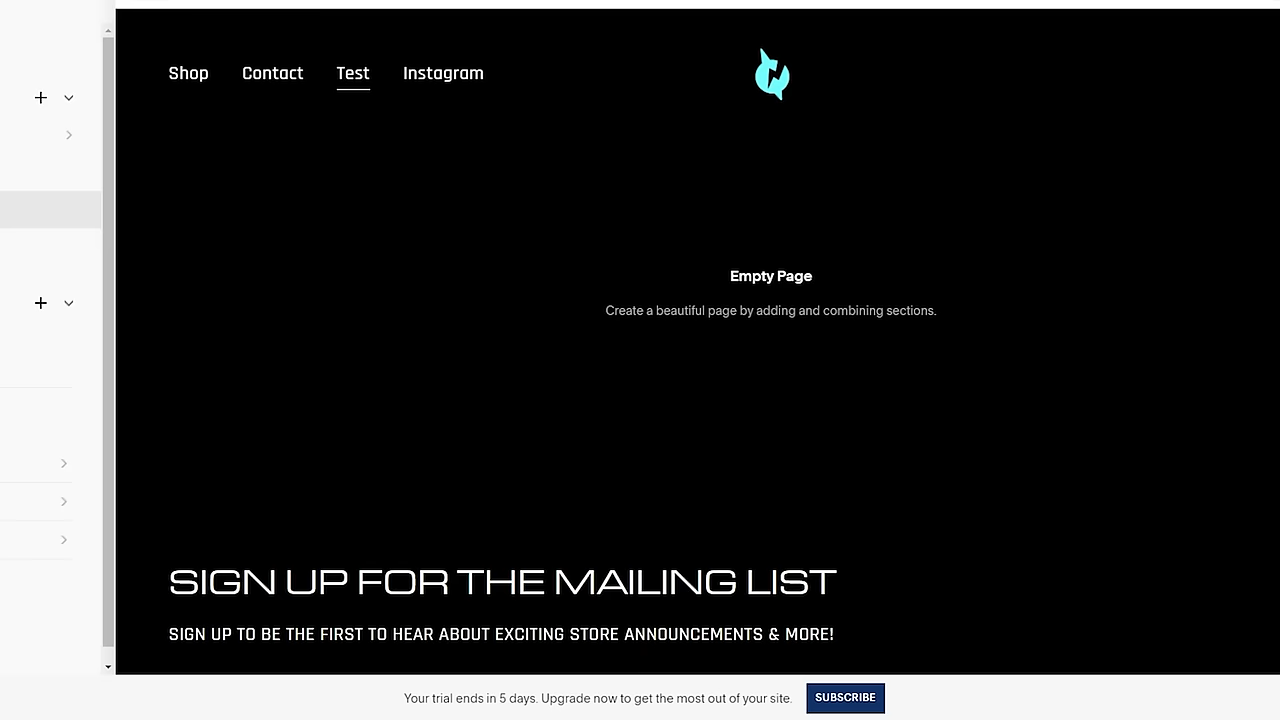 Shop Contact Test Instagram
Empty Page
Create a beautiful page by adding and combining sections.
SIGN UP FOR THE MAILING LIST
SIGN UP TO BE THE FIRST TO HEAR ABOUT EXCITING STORE ANNOUNCEMENTS & MORE!
Your trial ends in 5 days. Upgrade now to get the most out of your site. SUBSCRIBE